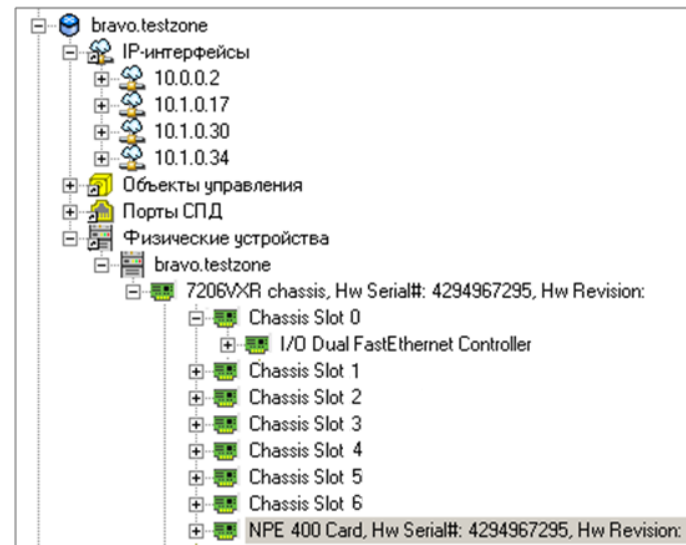 bravo.testzone
IP-интерфейсы
10.0.0.2
10.1.0.17
10.1.0.30
10.1.0.34
Объекты управления
Порты СПД
Физические устройства
bravo.testzone
7206VXR chassis, Hw Serial#: 4294967295, Hw Revision:
Chassis Slot 0
I/O Dual FastEthernet Controller
Chassis Slot 1
Chassis Slot 2
Chassis Slot 3
Chassis Slot 4
Chassis Slot 5
Chassis Slot 6
NPE 400 Card, Hw Serial#: 4294967295, Hw Revision: